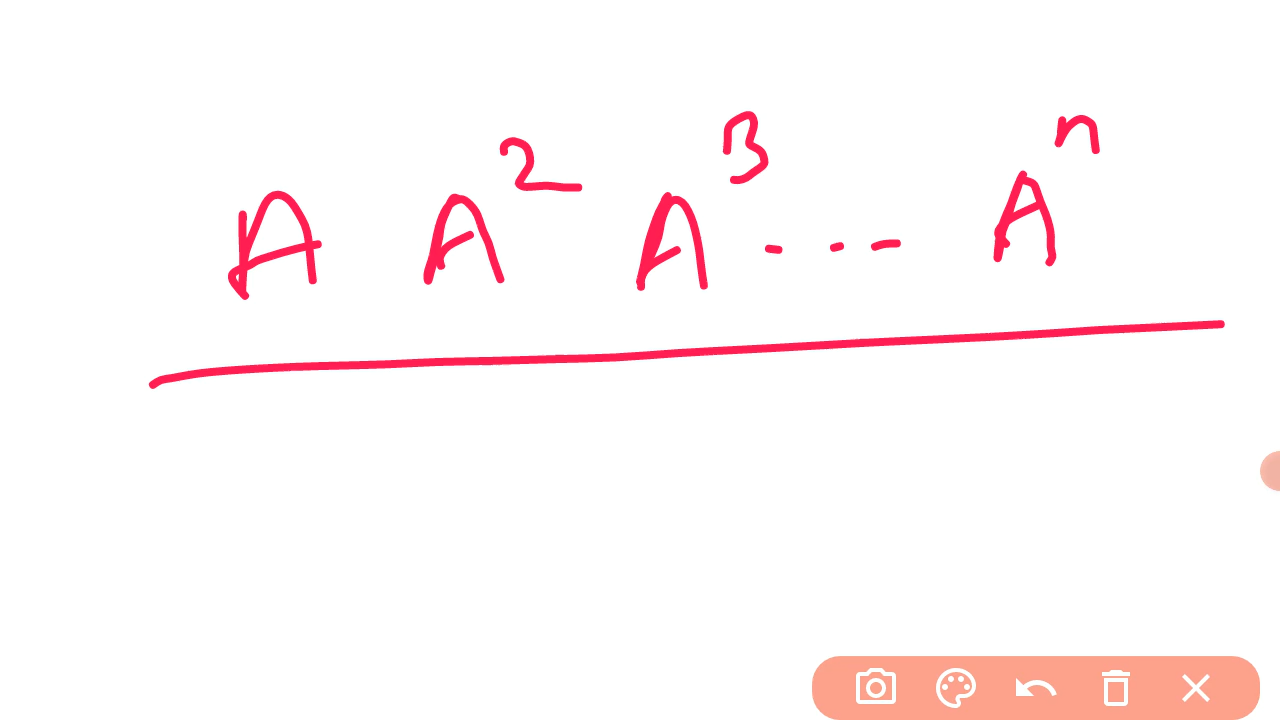 A A² A³ --- Aⁿ